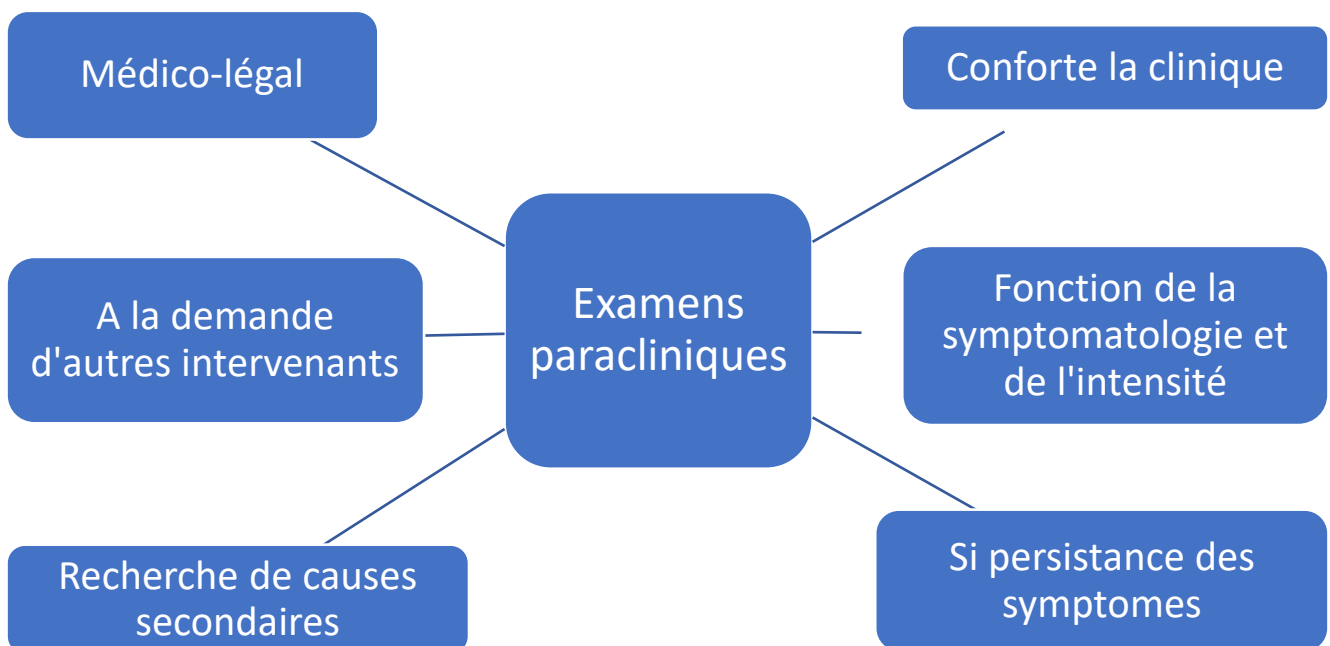 Médico-légal
Conforte la clinique
A la demande
d'autres intervenants
Examens
paracliniques
Fonction de la
symptomatologie et
de l'intensité
Recherche de causes
secondaires
Si persistance des
symptomes